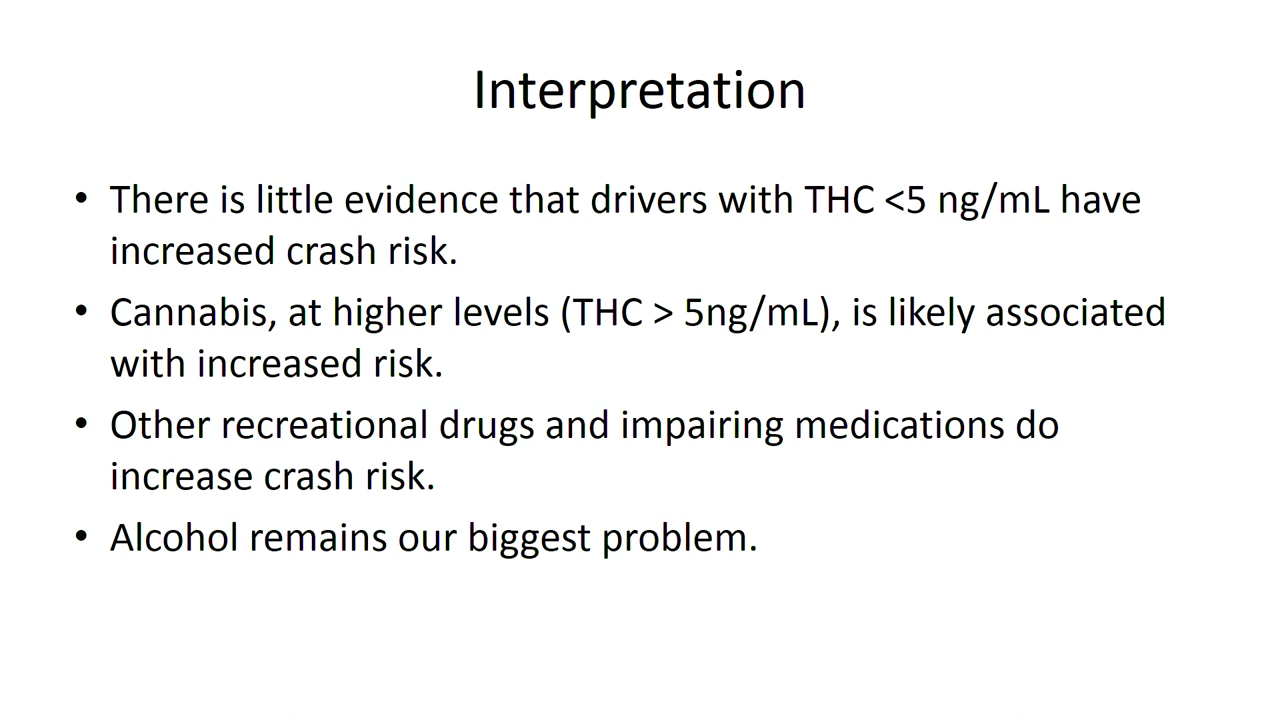 Interpretation
• There is little evidence that drivers with THC <5 ng/mL have
increased crash risk.
• Cannabis, at higher levels (THC > 5ng/mL), is likely associated
with increased risk.
• Other recreational drugs and impairing medications do
increase crash risk.
• Alcohol remains our biggest problem.